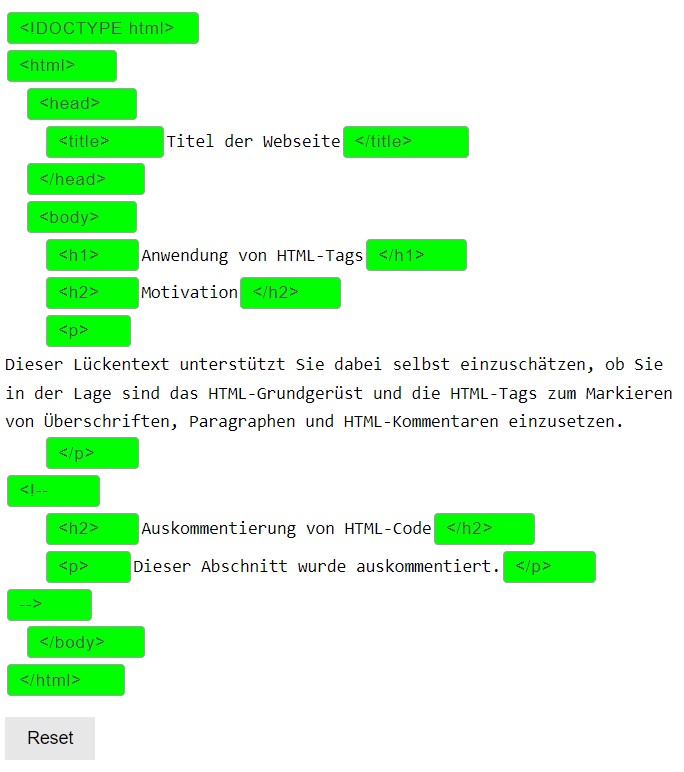 <!DOCTYPE html>
<html>
<head>
<title> Titel der Webseite </title>
</head>
<body>
<h1> Anwendung von HTML-Tags </h1>
<h2> Motivation </h2>
<p>
Dieser Lückentext unterstützt Sie dabei selbst einzuschätzen, ob Sie
in der Lage sind das HTML-Grundgerüst und die HTML-Tags zum Markieren
von Überschriften, Paragraphen und HTML-Kommentaren einzusetzen.
</p>
<!--
<h2> Auskommentierung von HTML-Code </h2>
<p> Dieser Abschnitt wurde auskommentiert. </p>
-->
</body>
</html>
Reset